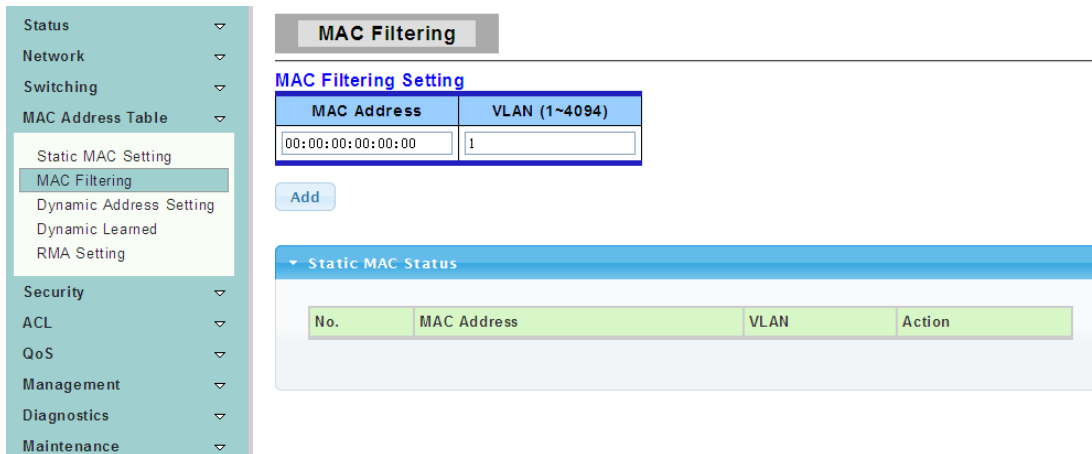 Status
Network
Switching
MAC Address Table
Static MAC Setting
MAC Filtering
Dynamic Address Setting
Dynamic Learned
RMA Setting
Security
ACL
QoS
Management
Diagnostics
Maintenance
MAC Filtering
MAC Filtering Setting
MAC Address VLAN (1~4094)
00:00:00:00:00:00 1
Add
Static MAC Status
No. MAC Address VLAN Action